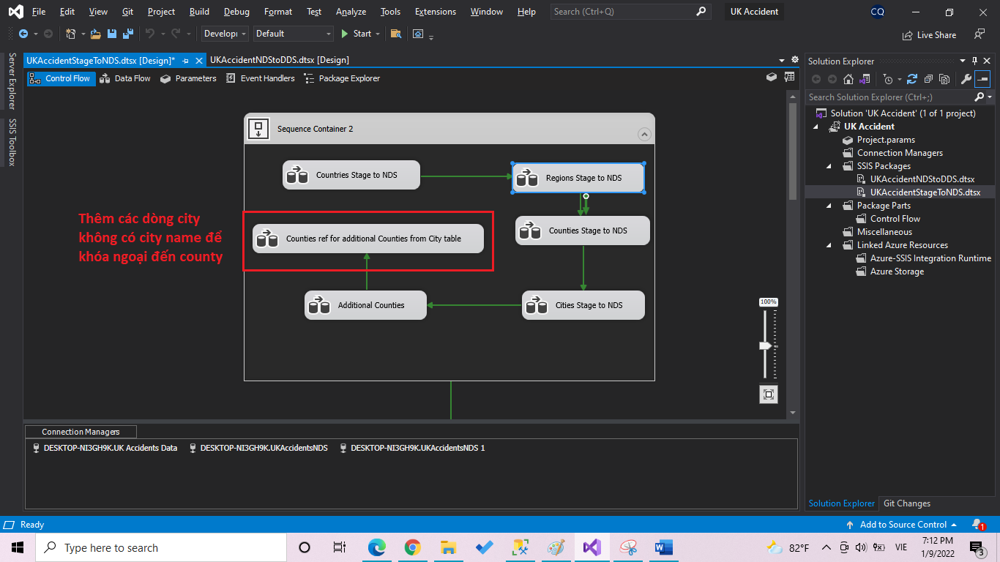 File Edit View Git Project Build Debug Format Test Analyze Tools Extensions Window Help Search (Ctrl+Q) UK Accident CQ
Develop Default Start Live Share
Server Explorer
SSIS Toolbox
UKAccidentStageToNDS.dtsx [Design]* UKAccidentNDStoDDS.dtsx [Design]
Control Flow Data Flow Parameters Event Handlers Package Explorer
Sequence Container 2
Countries Stage to NDS
Regions Stage to NDS
Thêm các dòng city
không có city name để
khóa ngoại đến county
Counties ref for additional Counties from City table
Counties Stage to NDS
Additional Counties
Cities Stage to NDS
100%
Connection Managers
DESKTOP-NI3GH9K.UK Accidents Data DESKTOP-NI3GH9K.UKAccidentsNDS DESKTOP-NI3GH9K.UKAccidentsNDS 1
Solution Explorer
Search Solution Explorer (Ctrl+;)
Solution 'UK Accident' (1 of 1 project)
UK Accident
Project.params
Connection Managers
SSIS Packages
UKAccidentNDStoDDS.dtsx
UKAccidentStageToNDS.dtsx
Package Parts
Control Flow
Miscellaneous
Linked Azure Resources
Azure-SSIS Integration Runtime
Azure Storage
Solution Explorer Git Changes
Ready Add to Source Control 1
Type here to search 82°F VIE 7:12 PM
1/9/2022 3